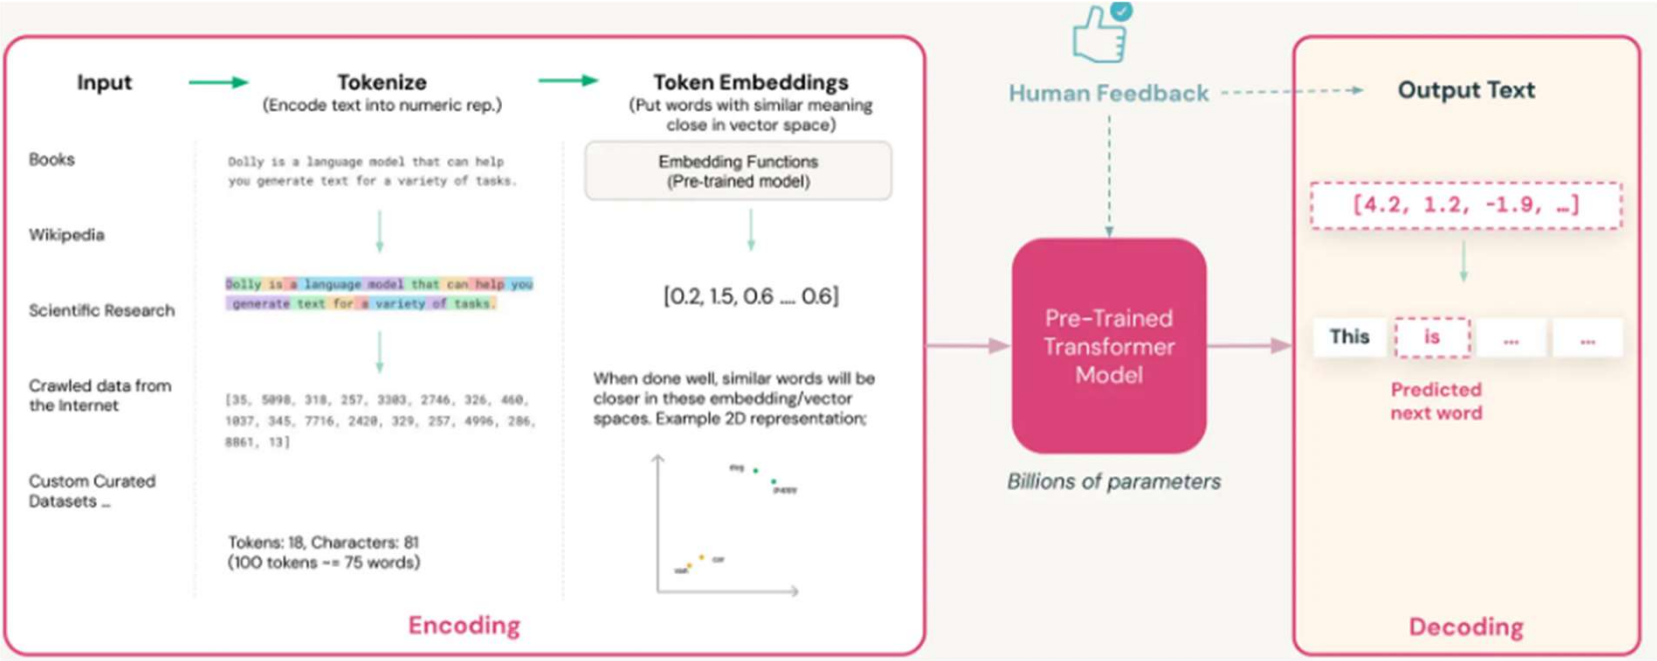 Input
Tokenize
(Encode text into numeric rep.)
Token Embeddings
(Put words with similar meaning
close in vector space)
Books
Wikipedia
Scientific Research
Crawled data from
the Internet
Custom Curated
Datasets ...
Dolly is a language model that can help
you generate text for a variety of tasks.
Dolly is a language model that can help you
generate text for a variety of tasks.
[35, 5098, 318, 257, 3303, 2746, 326, 460,
1037, 345, 7716, 2420, 329, 257, 4996, 286,
8861, 13]
Tokens: 18, Characters: 81
(100 tokens ~= 75 words)
Embedding Functions
(Pre-trained model)
[0.2, 1.5, 0.6 .... 0.6]
When done well, similar words will be
closer in these embedding/vector
spaces. Example 2D representation:
dog
puppy
car
Encoding
Human Feedback
Pre-Trained
Transformer
Model
Billions of parameters
Output Text
[4.2, 1.2, -1.9, …]
This is ... ...
Predicted
next word
Decoding